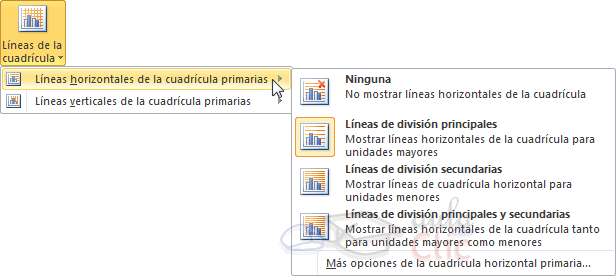 Líneas de la
cuadrícula
Líneas horizontales de la cuadrícula primarias
Líneas verticales de la cuadrícula primarias
Ninguna
No mostrar líneas horizontales de la cuadrícula
Líneas de división principales
Mostrar líneas horizontales de la cuadrícula para
unidades mayores
Líneas de división secundarias
Mostrar líneas de cuadrícula horizontal para
unidades menores
Líneas de división principales y secundarias
Mostrar líneas horizontales de la cuadrícula tanto
para unidades mayores como menores
Más opciones de la cuadrícula horizontal primaria...
aula
clic